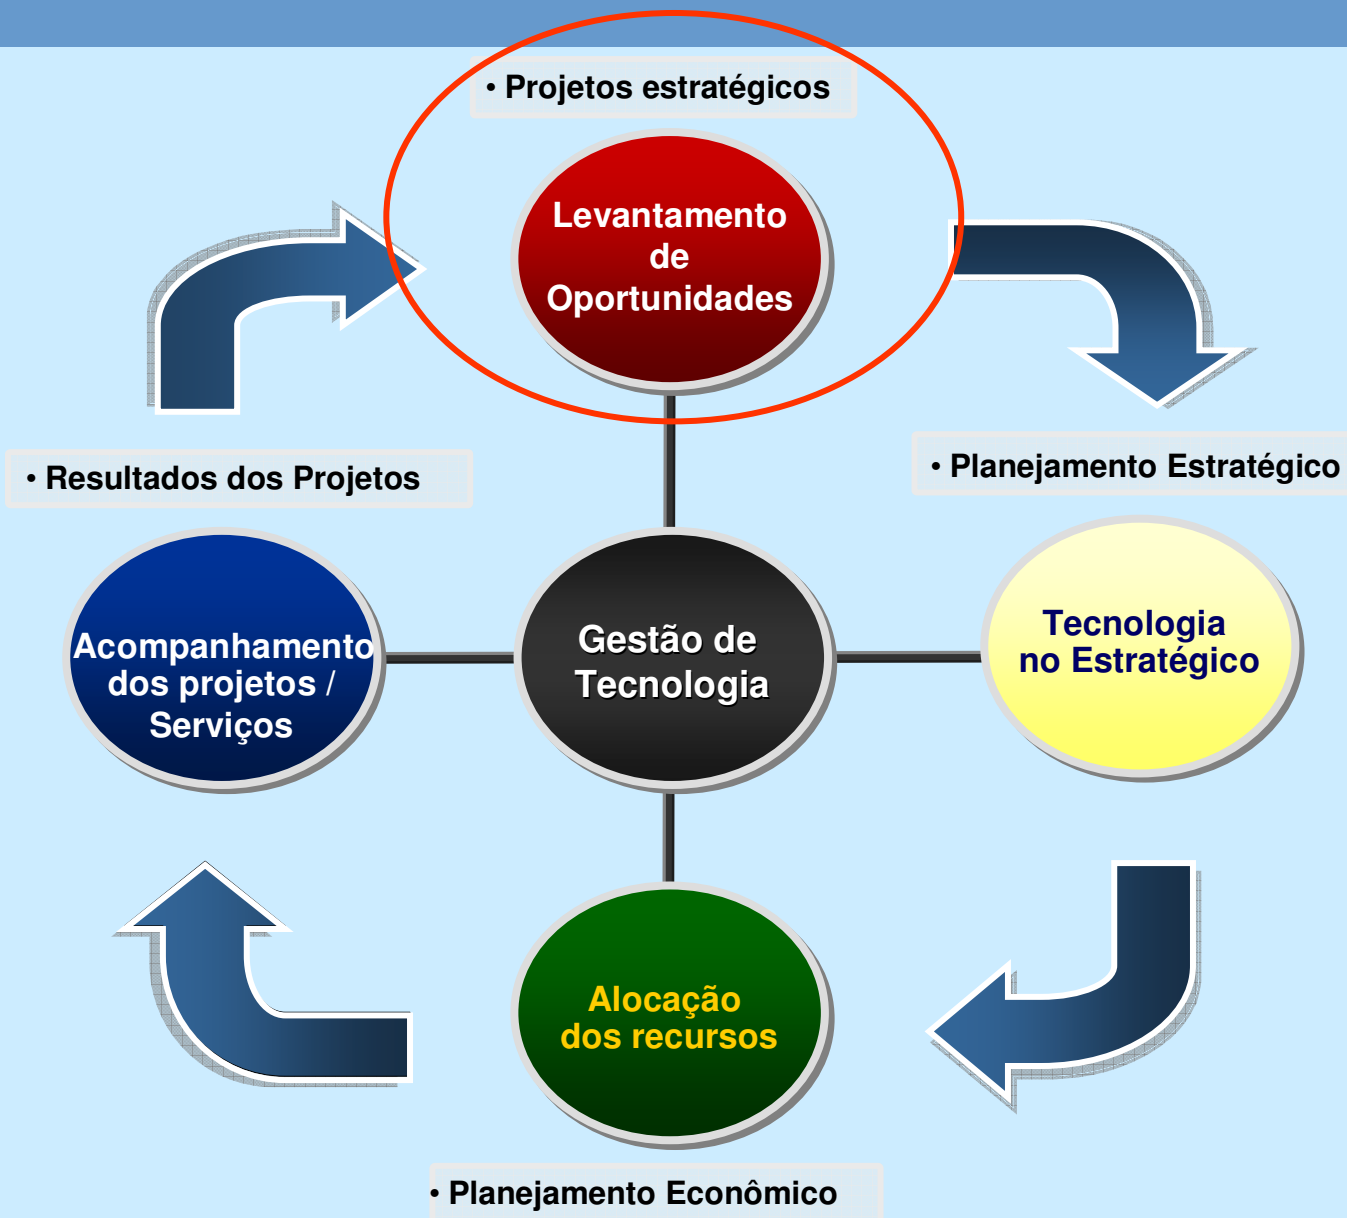 • Projetos estratégicos
Levantamento
de
Oportunidades
• Resultados dos Projetos
• Planejamento Estratégico
Acompanhamento
dos projetos /
Serviços
Gestão de
Tecnologia
Tecnologia
no Estratégico
Alocação
dos recursos
• Planejamento Econômico